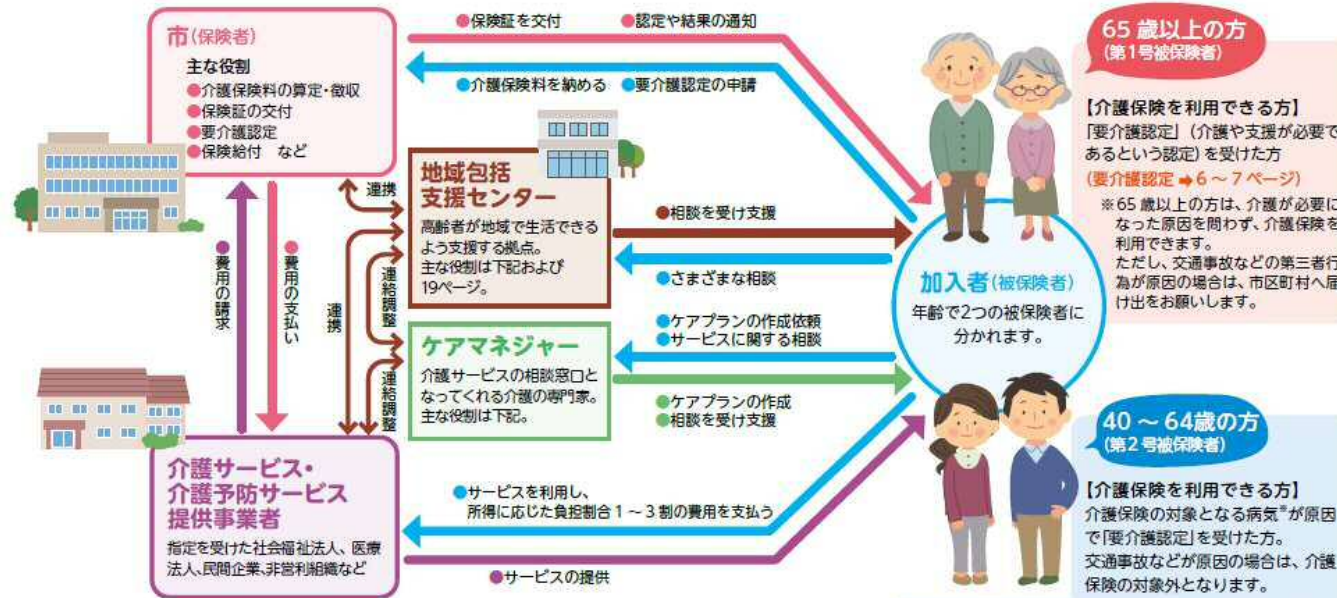 市(保険者)
主な役割
●介護保険料の算定・徴収
●保険証の交付
●要介護認定
●保険給付 など
●保険証を交付 ●認定や結果の通知
●介護保険料を納める ●要介護認定の申請
地域包括
支援センター
高齢者が地域で生活できる
よう支援する拠点。
主な役割は下記および
19ページ。
連携
連携
連絡調整
連絡調整
●費用の請求
●費用の支払い
●相談を受け支援
●さまざまな相談
ケアマネジャー
介護サービスの相談窓口と
なってくれる介護の専門家。
主な役割は下記。
●ケアプランの作成依頼
●サービスに関する相談
●ケアプランの作成
●相談を受け支援
介護サービス・
介護予防サービス
提供事業者
指定を受けた社会福祉法人、医療
法人、民間企業、非営利組織など
●サービスを利用し、
所得に応じた負担割合1～3割の費用を支払う
●サービスの提供
加入者(被保険者)
年齢で2つの被保険者に
分かれます。
65歳以上の方
(第1号被保険者)
【介護保険を利用できる方】
「要介護認定」(介護や支援が必要で
あるという認定)を受けた方
(要介護認定➡6～7ページ)
※65歳以上の方は、介護が必要に
なった原因を問わず、介護保険を
利用できます。
ただし、交通事故などの第三者行
為が原因の場合は、市区町村へ届
け出をお願いします。
40～64歳の方
(第2号被保険者)
【介護保険を利用できる方】
介護保険の対象となる病気※が原因
で「要介護認定」を受けた方。
交通事故などが原因の場合は、介護
保険の対象外となります。